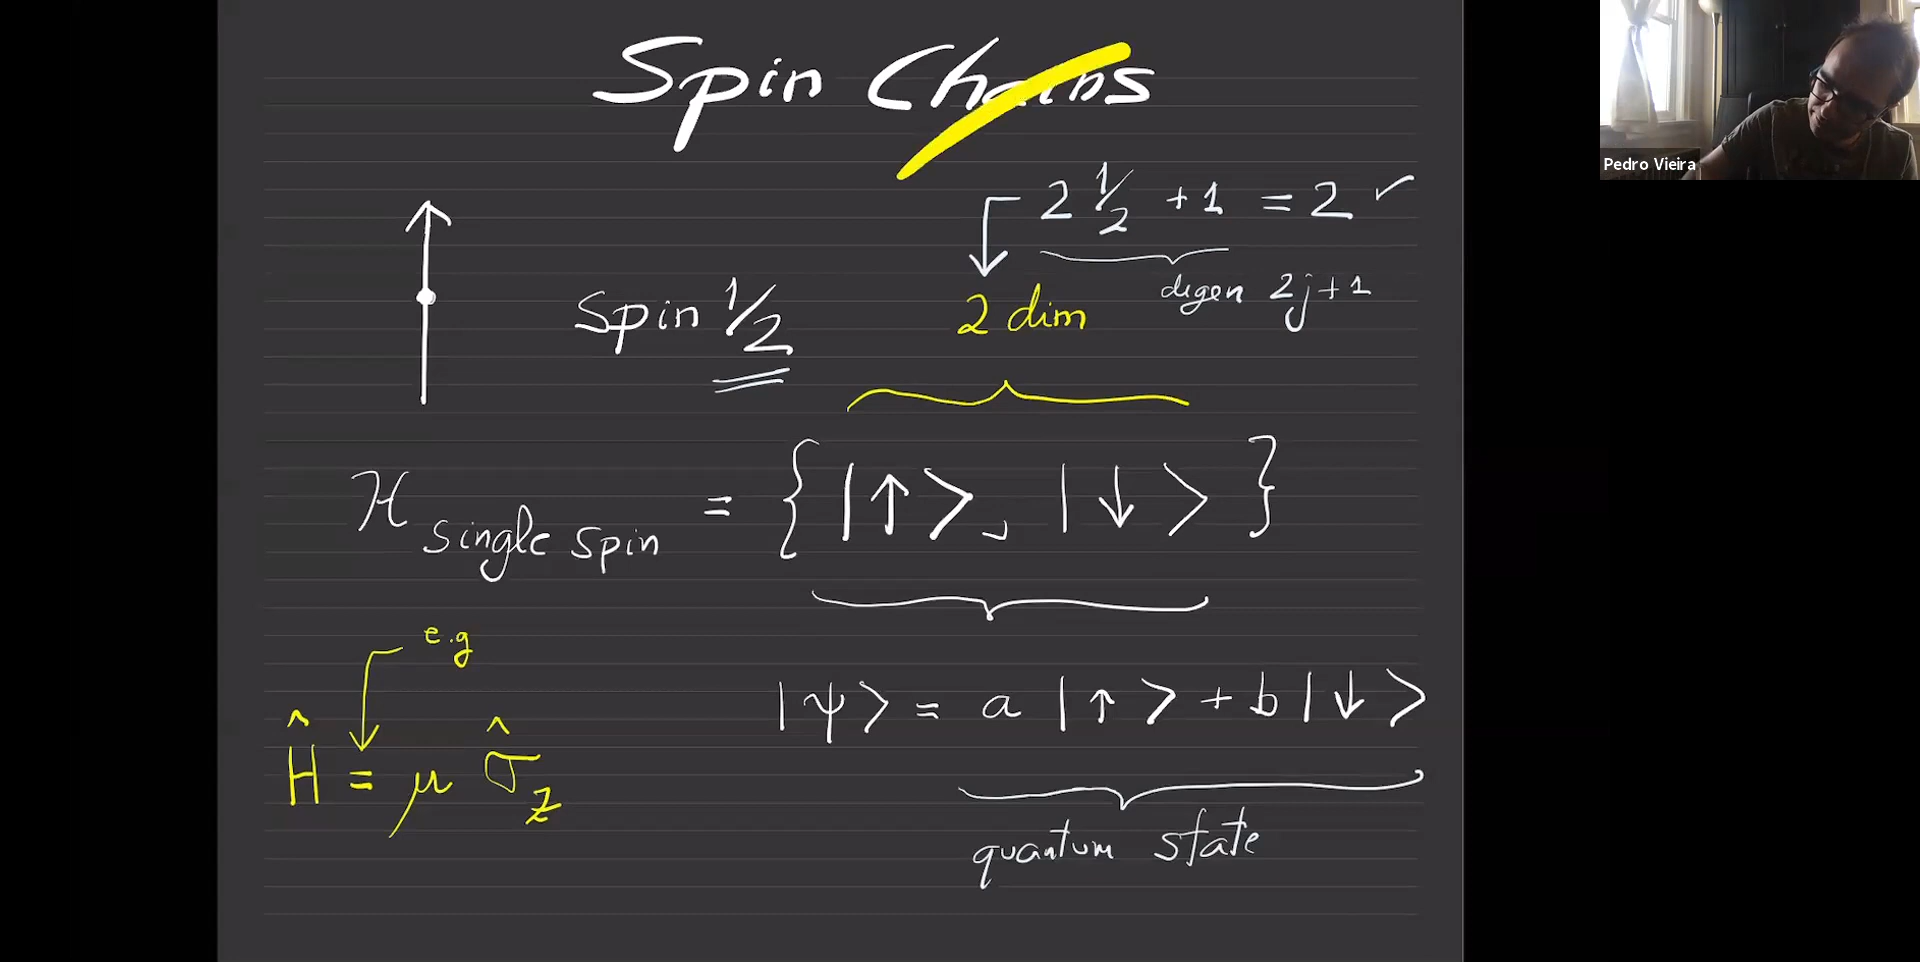 Spin Chains
Pedro Vieira
2 1/2 + 1 = 2 ✓
degen 2j+1
Spin 1/2
2 dim
H single spin = { |↑>, |↓> }
e.g
|ψ> = a |↑> + b |↓>
Ĥ = μ σ̂z
quantum state